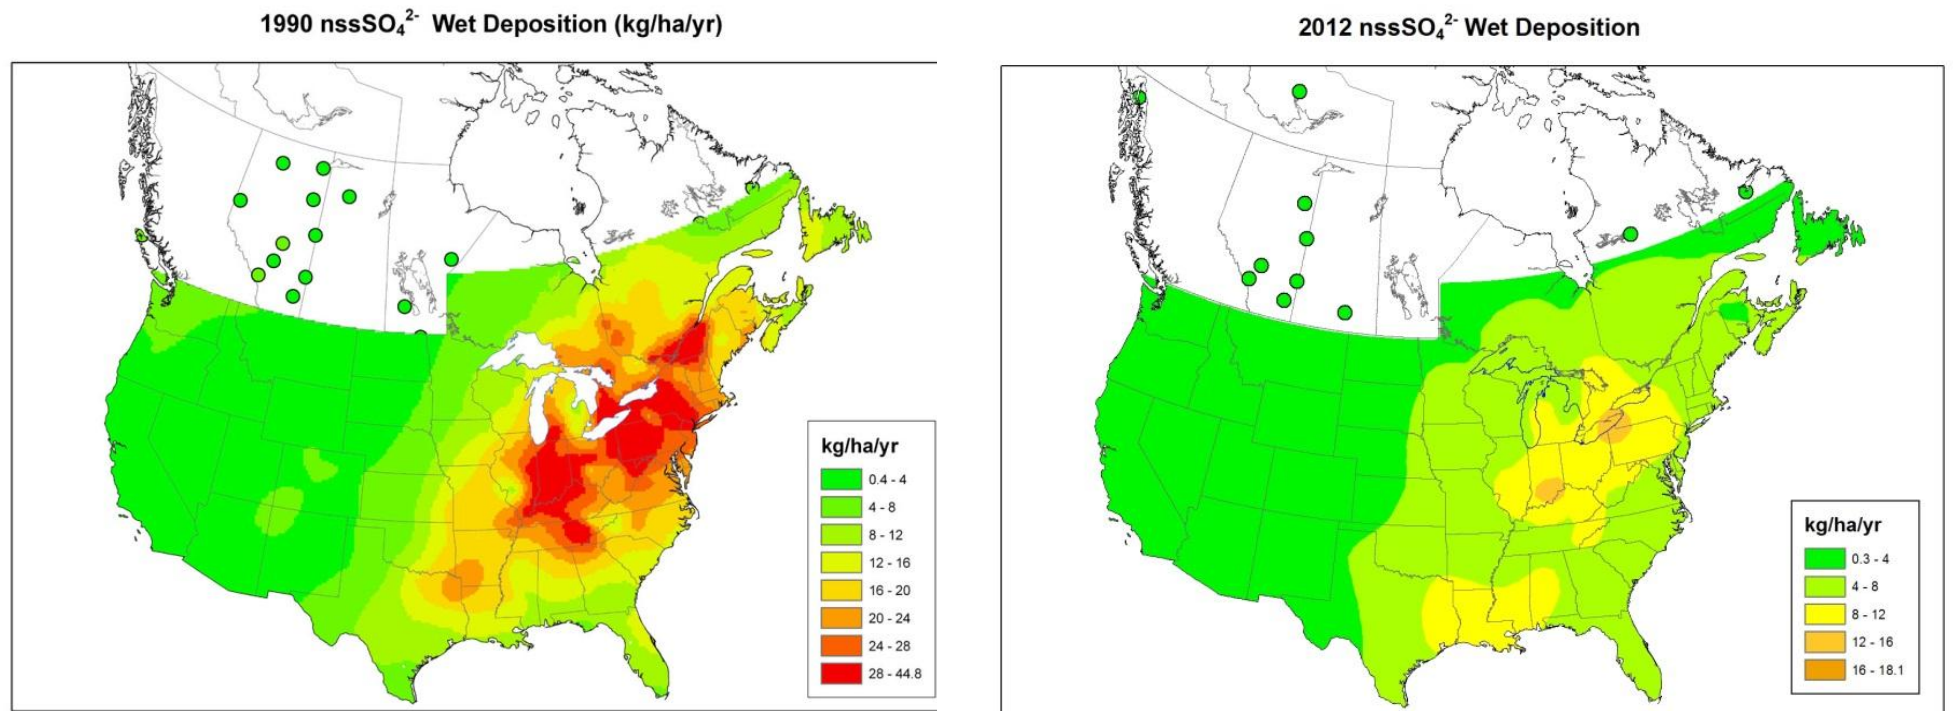 1990 nssSO₄²⁻ Wet Deposition (kg/ha/yr)
kg/ha/yr
0.4 - 4
4 - 8
8 - 12
12 - 16
16 - 20
20 - 24
24 - 28
28 - 44.8
2012 nssSO₄²⁻ Wet Deposition
kg/ha/yr
0.3 - 4
4 - 8
8 - 12
12 - 16
16 - 18.1